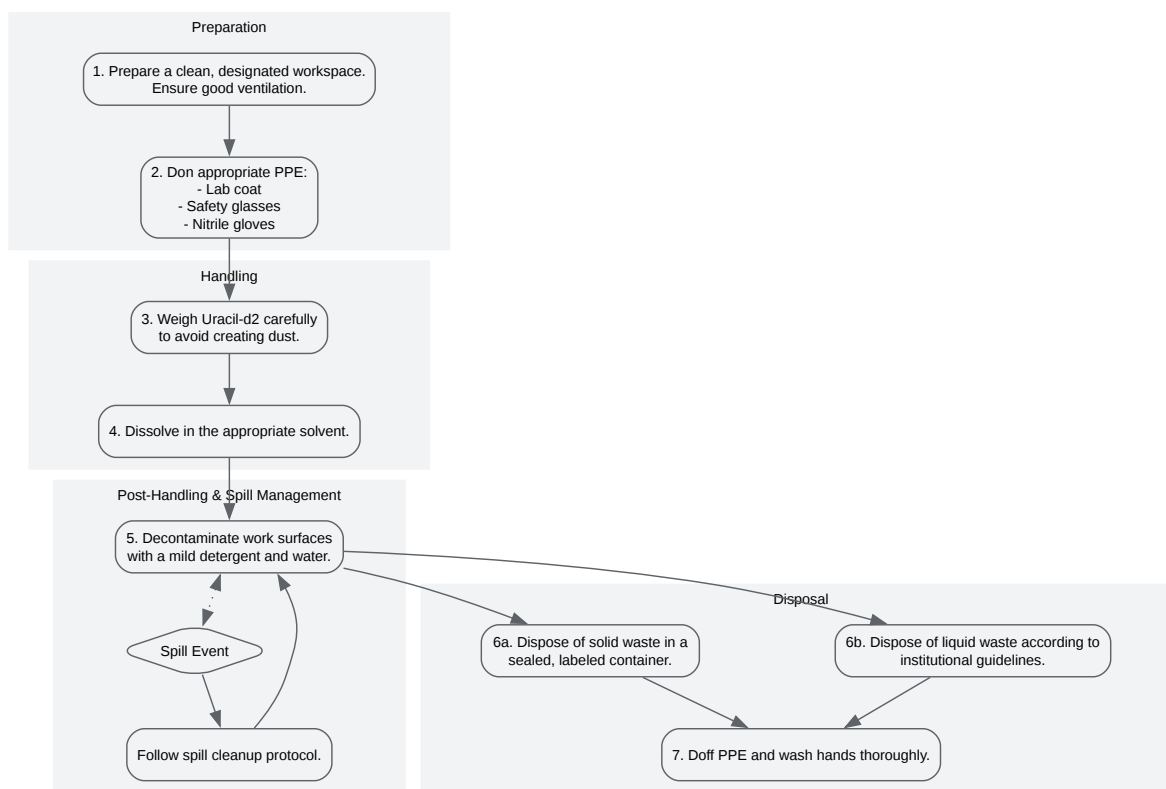 Preparation
1. Prepare a clean, designated workspace.
Ensure good ventilation.
2. Don appropriate PPE:
- Lab coat
- Safety glasses
- Nitrile gloves
Handling
3. Weigh Uracil-d2 carefully
to avoid creating dust.
4. Dissolve in the appropriate solvent.
Post-Handling & Spill Management
5. Decontaminate work surfaces
with a mild detergent and water.
Spill Event
Follow spill cleanup protocol.
Disposal
6a. Dispose of solid waste in a
sealed, labeled container.
6b. Dispose of liquid waste according to
institutional guidelines.
7. Doff PPE and wash hands thoroughly.